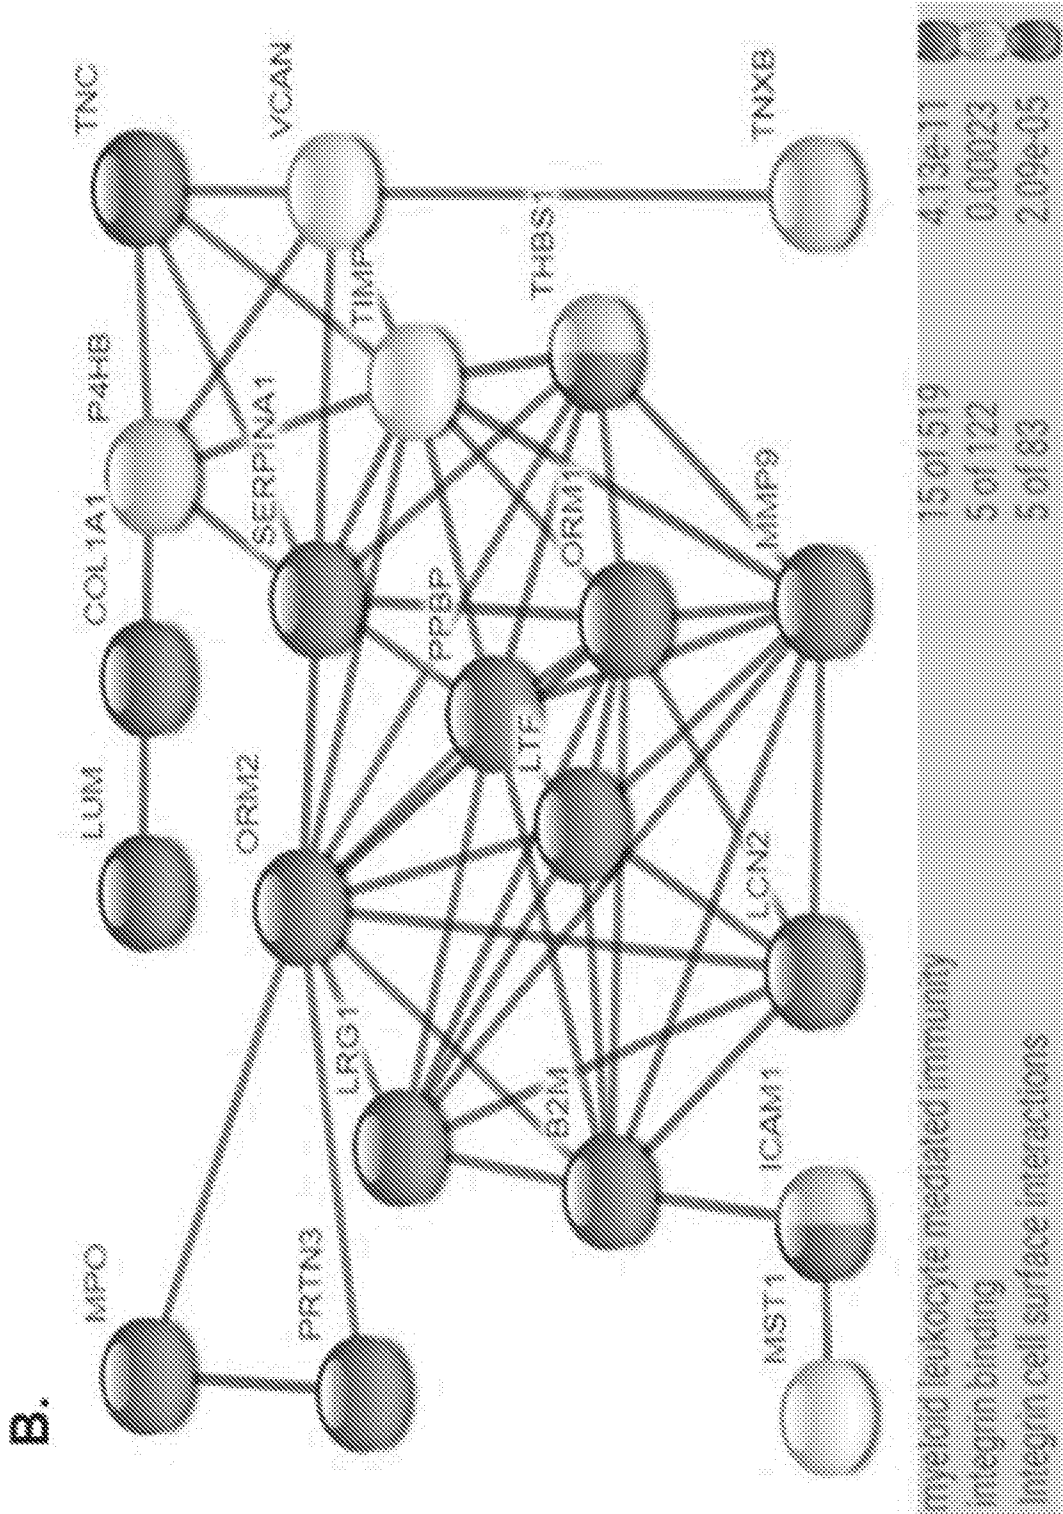 B.
MPO
PRTN3
LUM
COL1A1
P4HB
TNC
ORM2
SERPINA1
VCAN
LRG1
TIMP
PPBP
B2M
LTF
ORM1
THBS1
MST1
ICAM1
LCN2
MMP9
TNXB
myeloid leukocyte mediated immunity 15 of 519 4.13e-11
integrin binding 5 of 122 0.00023
Integrin cell surface interactions 5 of 83 2.09e-05